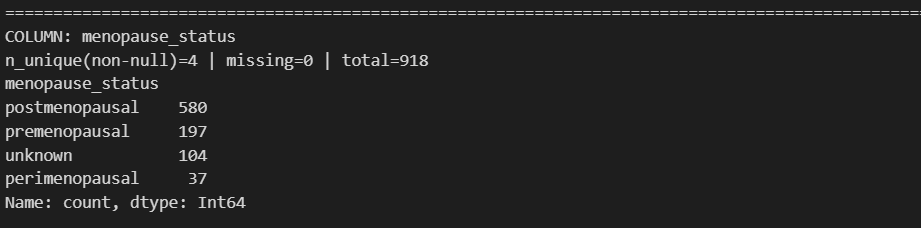 ====================================================================================================
COLUMN: menopause_status
n_unique(non-null)=4 | missing=0 | total=918
menopause_status
postmenopausal    580
premenopausal     197
unknown           104
perimenopausal     37
Name: count, dtype: Int64